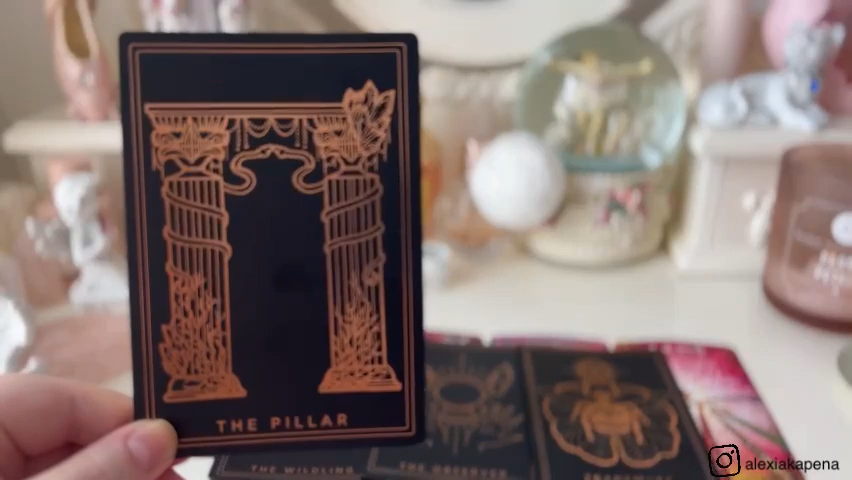 THE PILLAR
THE WILDLING
THE OBSERVER
alexiakapena